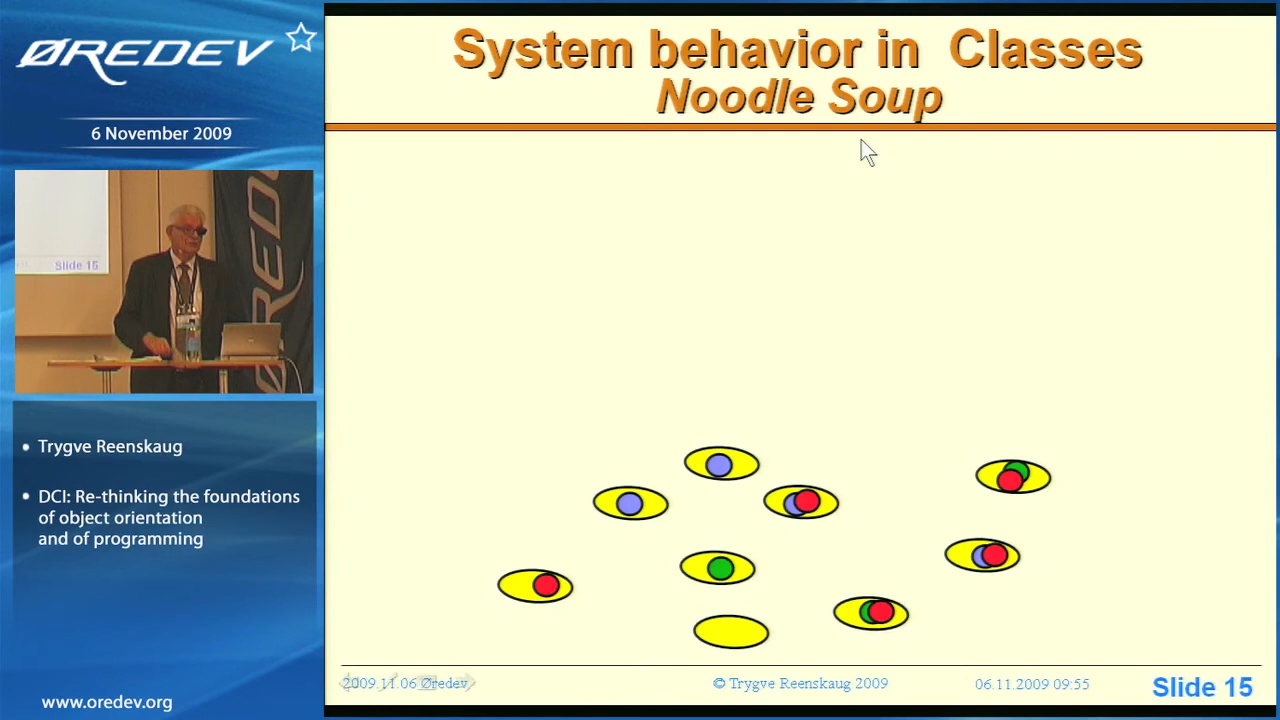 ØREDEV
6 November 2009
Slide 15
ØREDEV
Trygve Reenskaug
DCI: Re-thinking the foundations
of object orientation
and of programming
www.oredev.org
System behavior in Classes
Noodle Soup
2009.11.06 Øredev
© Trygve Reenskaug 2009
06.11.2009 09:55
Slide 15